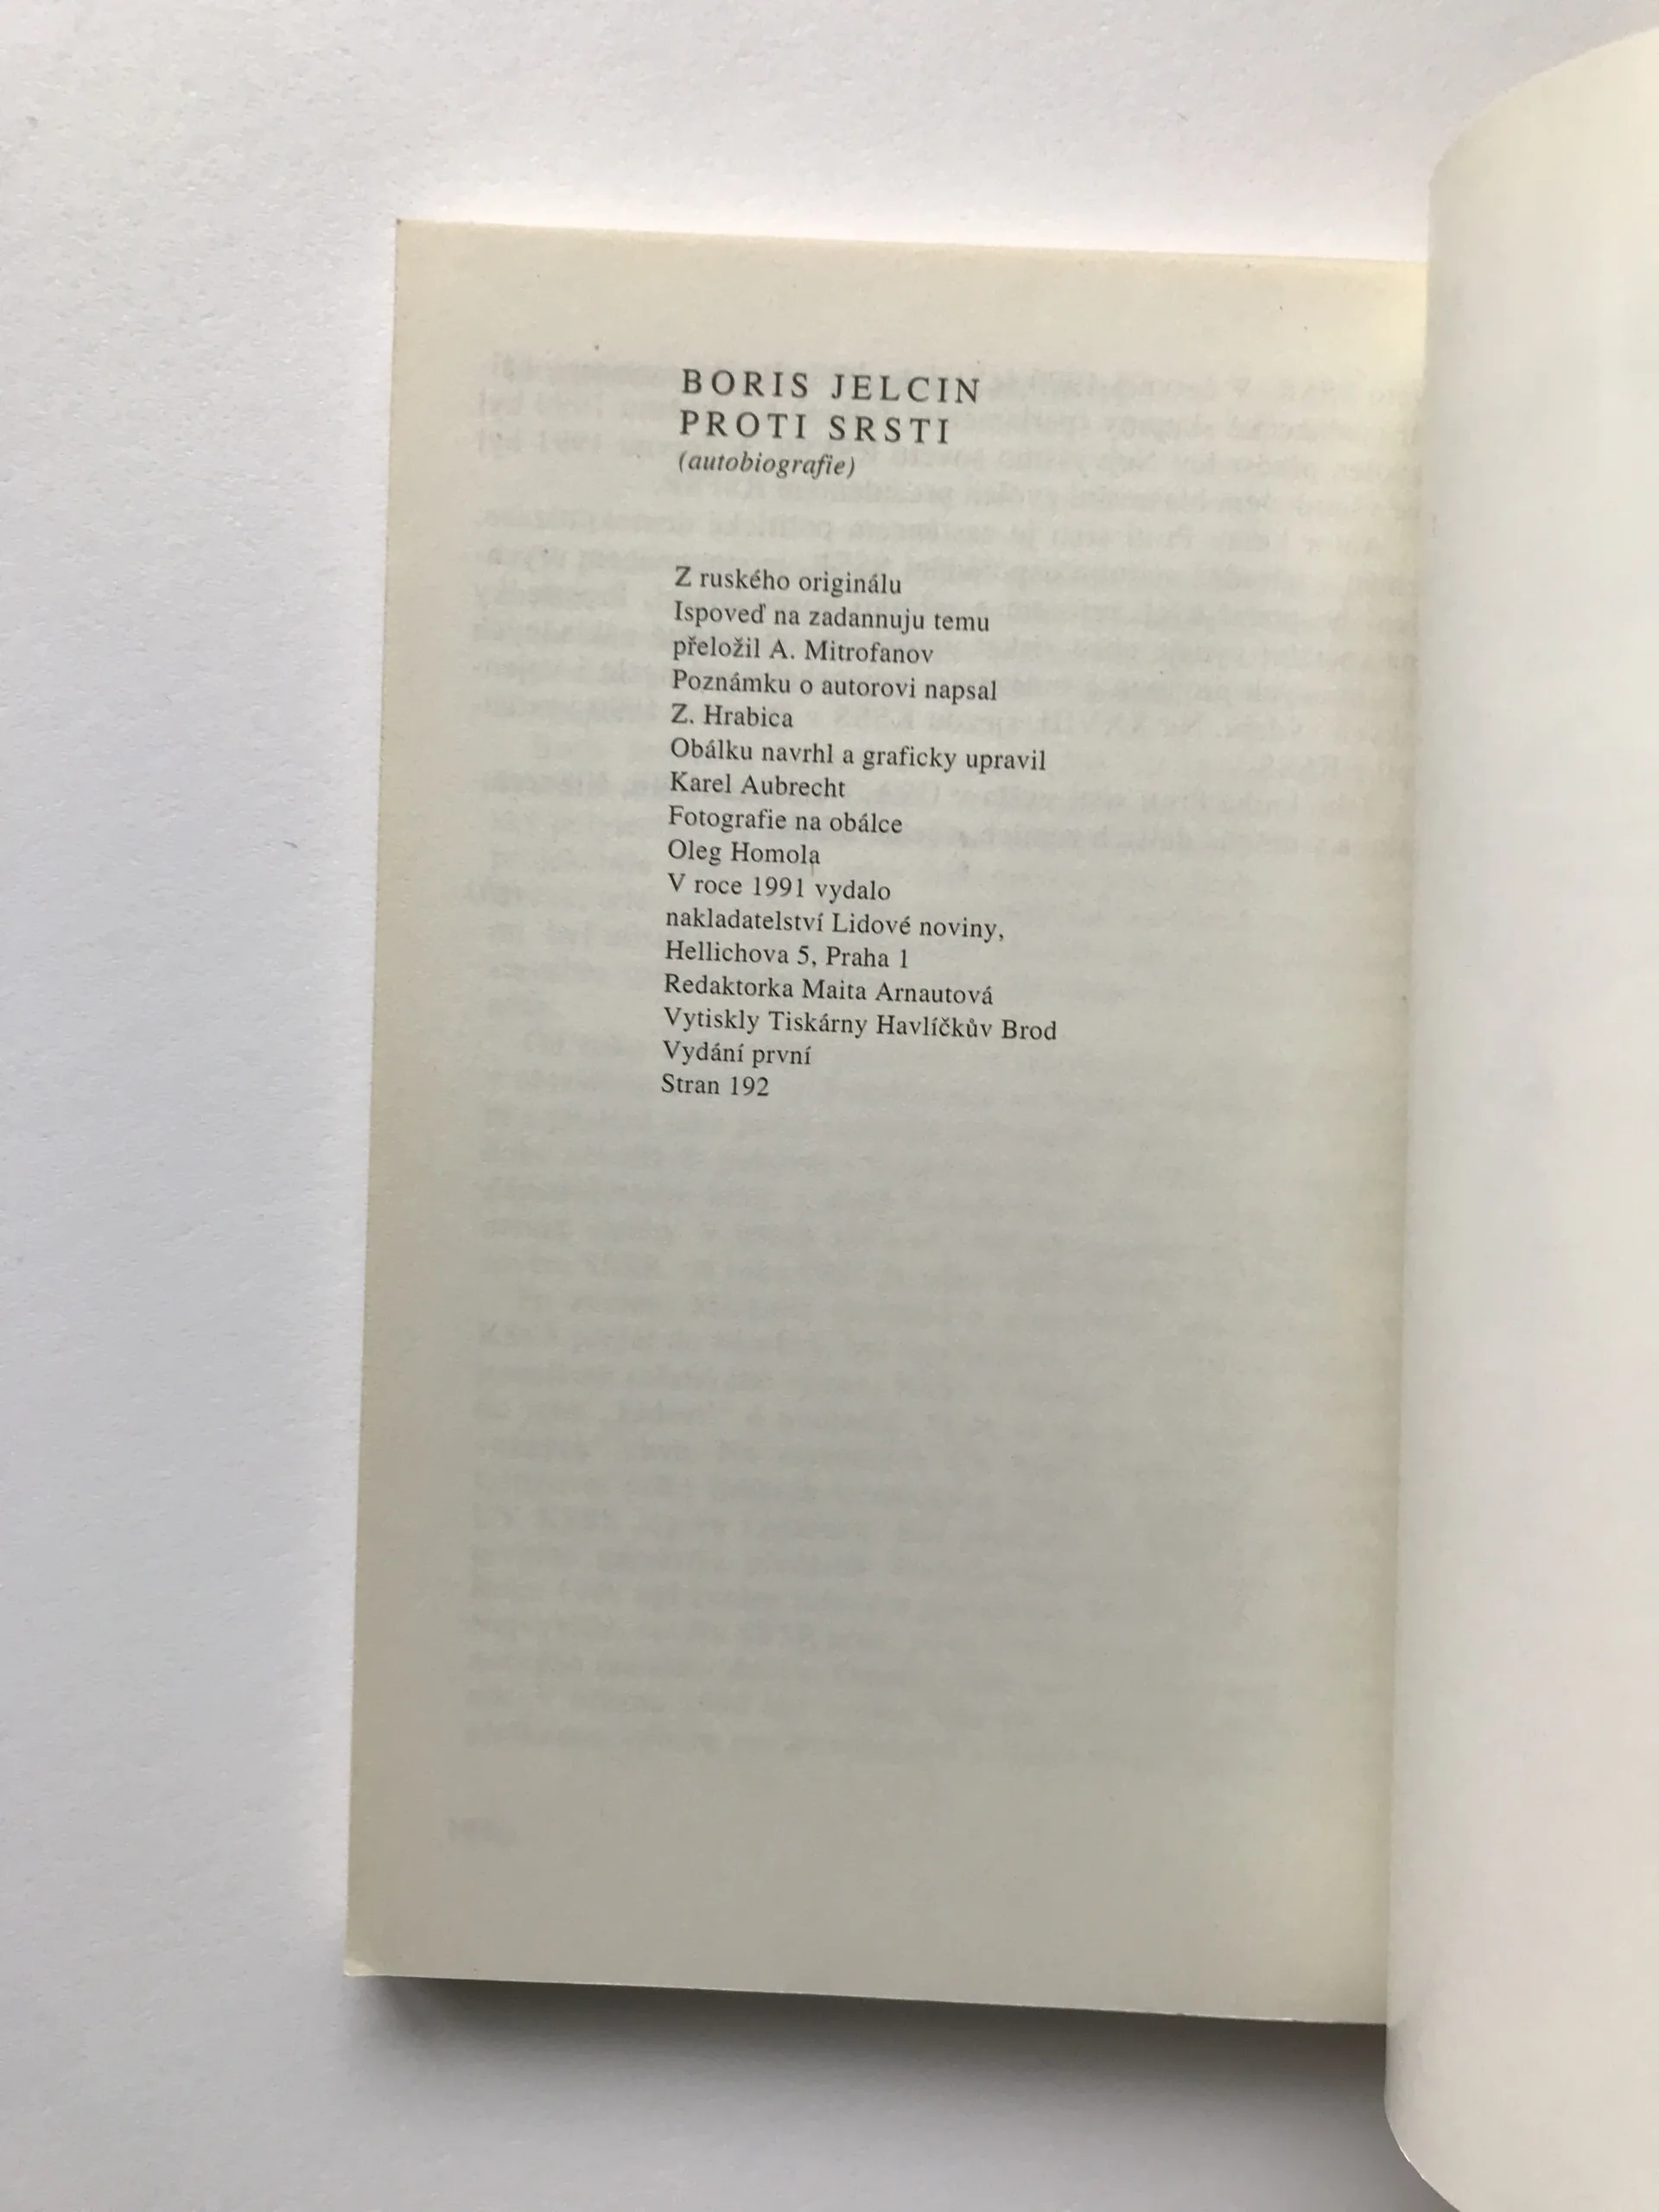 BORIS JELCIN
PROTI SRSTI
(autobiografie)
Z ruského originálu
Ispoveď na zadannuju temu
přeložil A. Mitrofanov
Poznámku o autorovi napsal
Z. Hrabica
Obálku navrhl a graficky upravil
Karel Aubrecht
Fotografie na obálce
Oleg Homola
V roce 1991 vydalo
nakladatelství Lidové noviny,
Hellichova 5, Praha 1
Redaktorka Maita Arnautová
Vytiskly Tiskárny Havlíčkův Brod
Vydání první
Stran 192